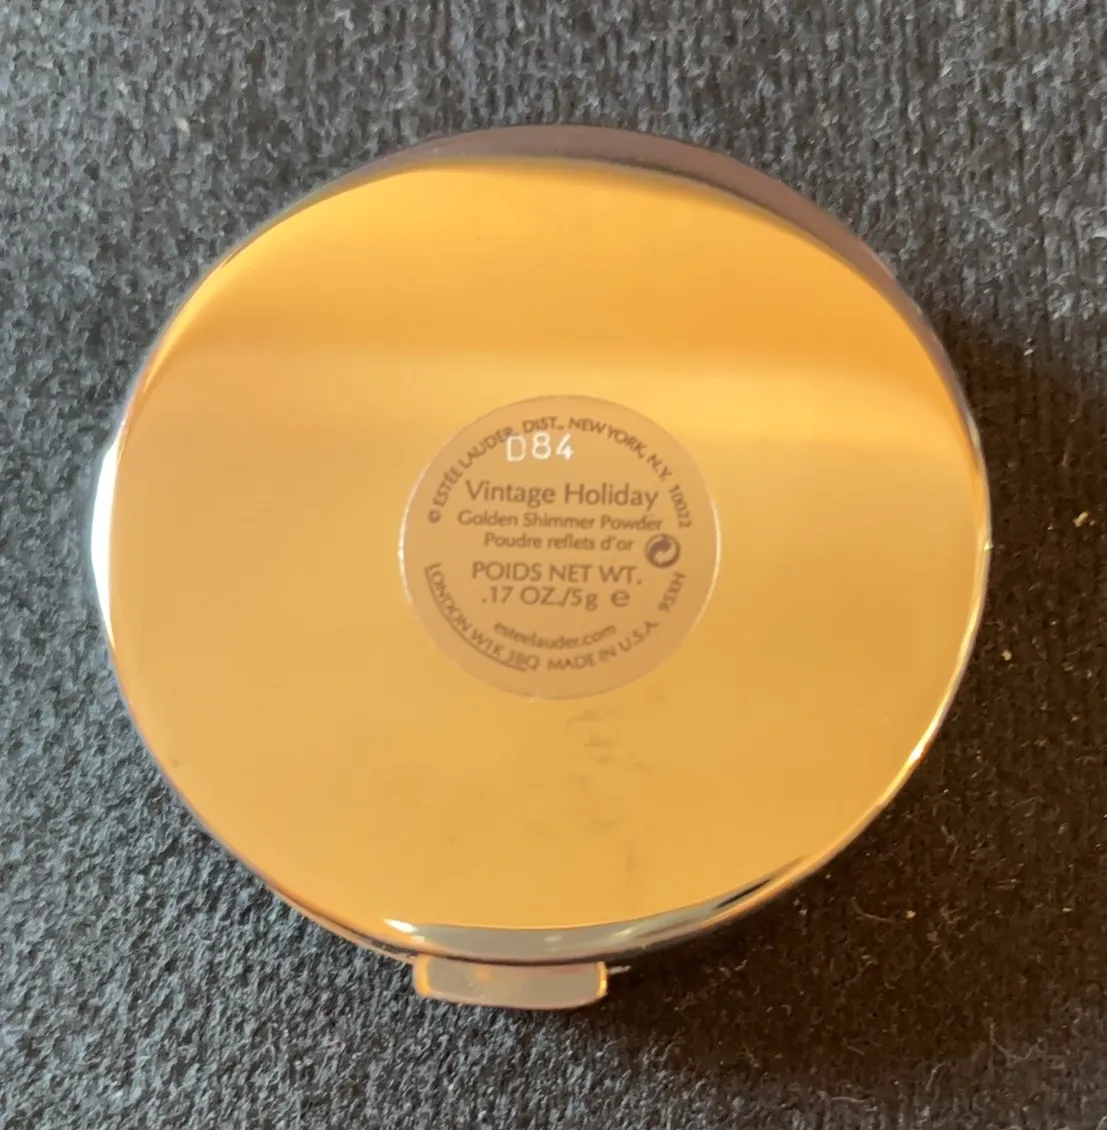 © ESTÉE LAUDER, DIST., NEW YORK, N.Y. 10022
D84
Vintage Holiday
Golden Shimmer Powder
Poudre reflets d'or
POIDS NET WT.
.17 OZ./5g e
esteelauder.com
LONDON W1K 3BQ MADE IN U.S.A. 95XH